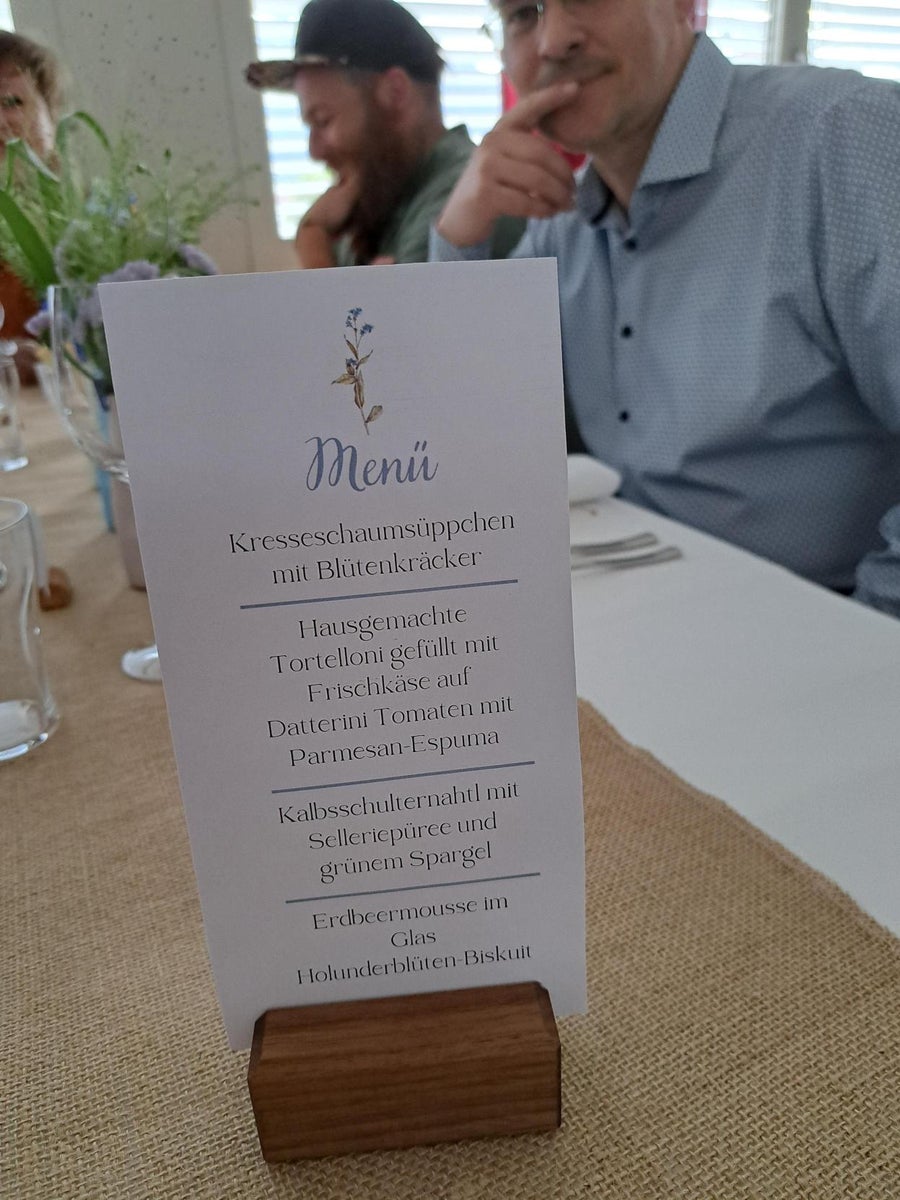 Menü
Kresseschaumsüppchen
mit Blütenkräcker
Hausgemachte
Tortelloni gefüllt mit
Frischkäse auf
Datterini Tomaten mit
Parmesan-Espuma
Kalbsschulternahtl mit
Selleriepüree und
grünem Spargel
Erdbeermousse im
Glas
Holunderblüten-Biskuit